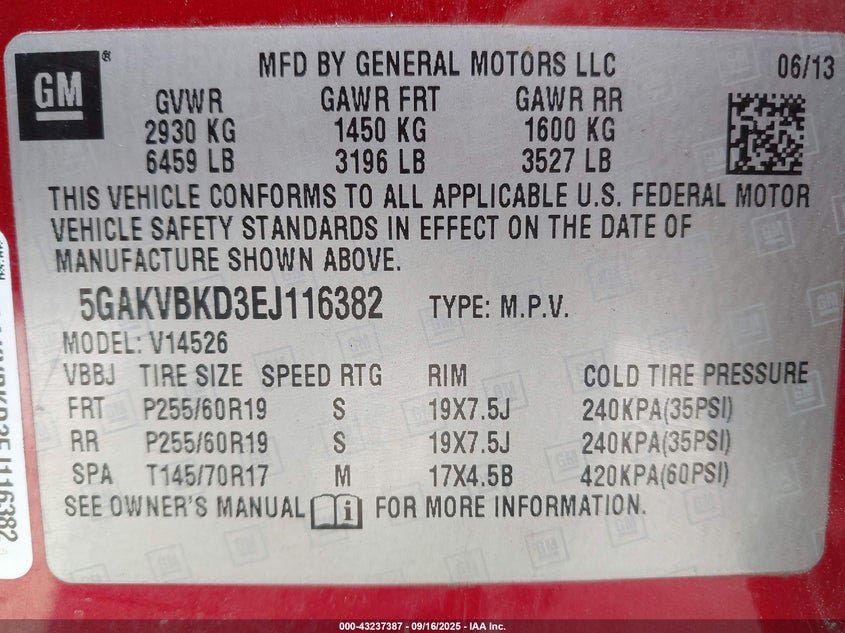 GM
®
MFD BY GENERAL MOTORS LLC 06/13
GVWR GAWR FRT GAWR RR
2930 KG 1450 KG 1600 KG
6459 LB 3196 LB 3527 LB
THIS VEHICLE CONFORMS TO ALL APPLICABLE U.S. FEDERAL MOTOR
VEHICLE SAFETY STANDARDS IN EFFECT ON THE DATE OF
MANUFACTURE SHOWN ABOVE.
5GAKVBKD3EJ116382 TYPE: M.P.V.
MODEL: V14526
VBBJ TIRE SIZE SPEED RTG RIM COLD TIRE PRESSURE
FRT P255/60R19 S 19X7.5J 240KPA(35PSI)
RR P255/60R19 S 19X7.5J 240KPA(35PSI)
SPA T145/70R17 M 17X4.5B 420KPA(60PSI)
SEE OWNER'S MANUAL i FOR MORE INFORMATION.
000-43237387 - 09/16/2025 - IAA Inc.